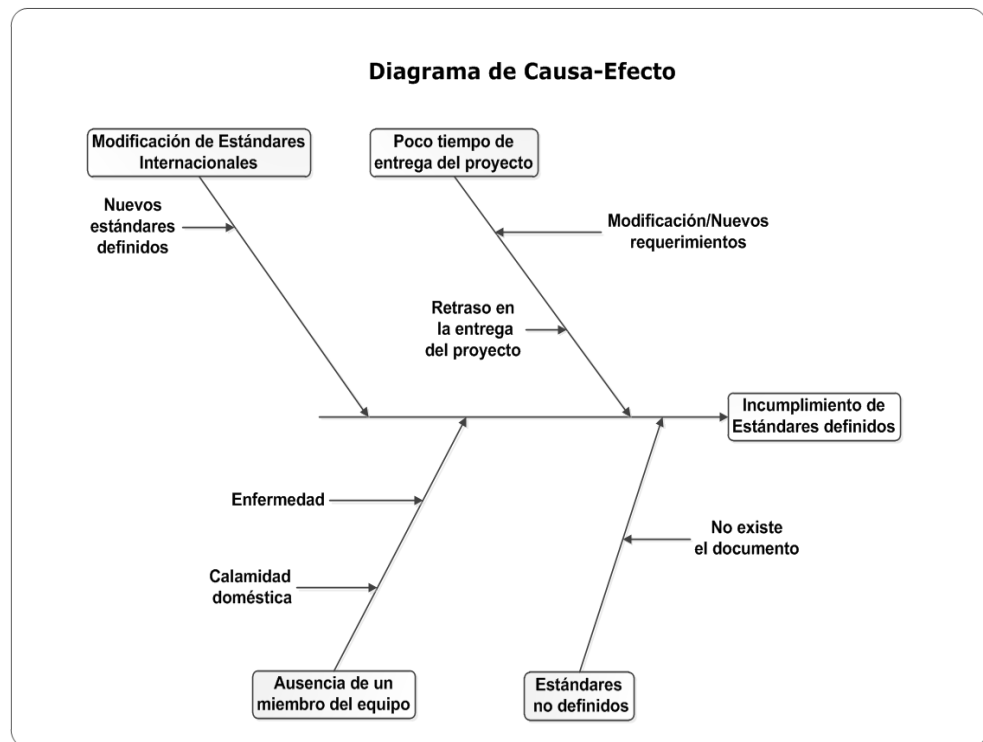 Diagrama de Causa-Efecto
Modificación de Estándares
Internacionales
Poco tiempo de
entrega del proyecto
Nuevos
estándares
definidos
Modificación/Nuevos
requerimientos
Retraso en
la entrega
del proyecto
Incumplimiento de
Estándares definidos
Enfermedad
No existe
el documento
Calamidad
doméstica
Ausencia de un
miembro del equipo
Estándares
no definidos